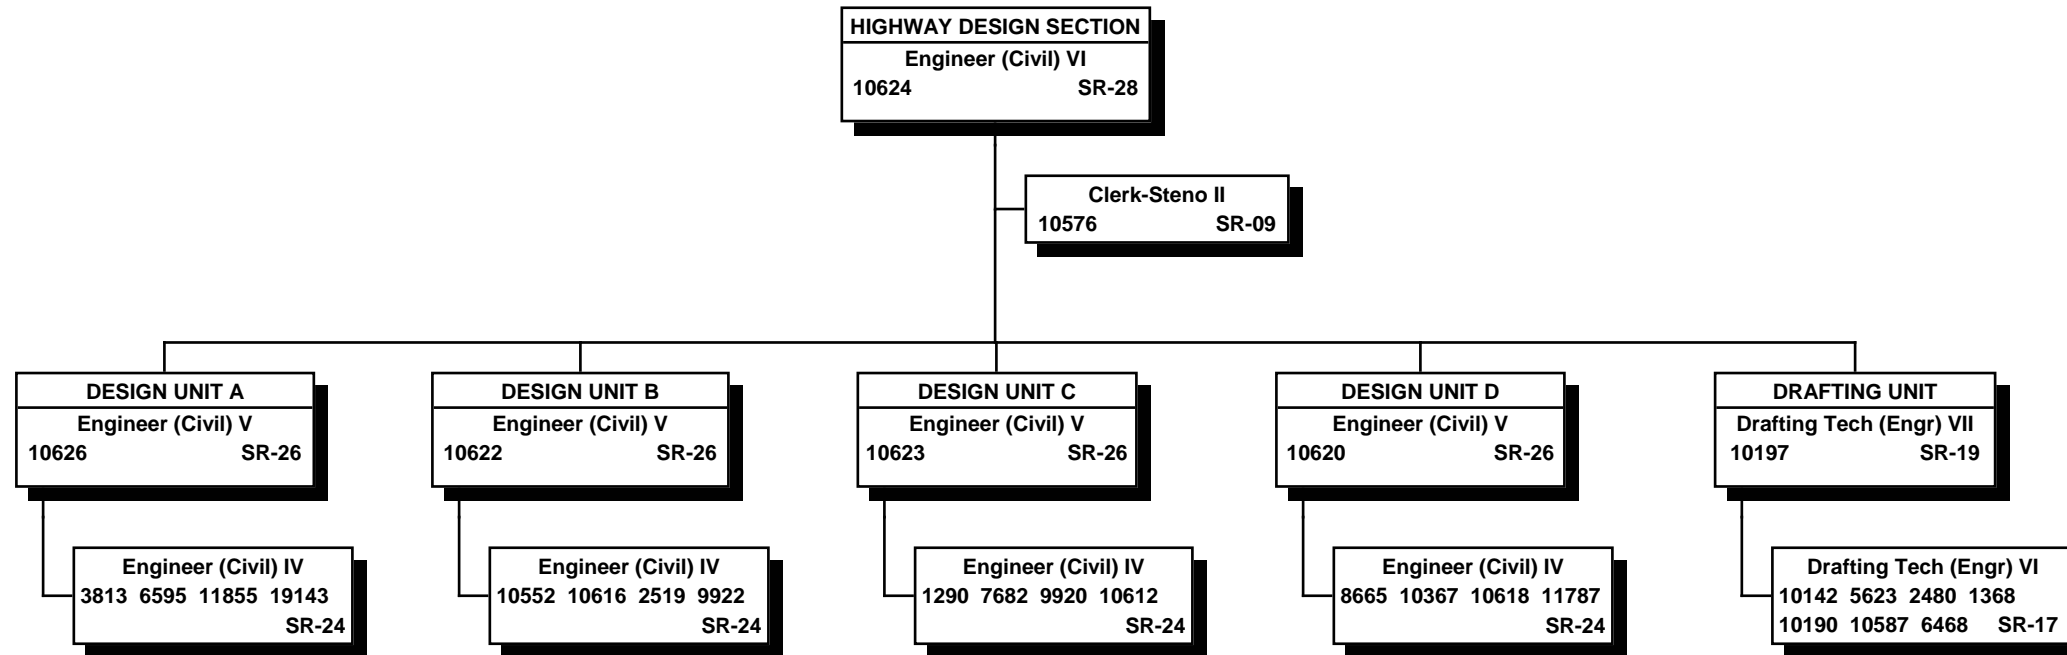 HIGHWAY DESIGN SECTION
Engineer (Civil) VI
10624 SR-28
Clerk-Steno II
10576 SR-09
DESIGN UNIT A
Engineer (Civil) V
10626 SR-26
Engineer (Civil) IV
3813 6595 11855 19143
SR-24
DESIGN UNIT B
Engineer (Civil) V
10622 SR-26
Engineer (Civil) IV
10552 10616 2519 9922
SR-24
DESIGN UNIT C
Engineer (Civil) V
10623 SR-26
Engineer (Civil) IV
1290 7682 9920 10612
SR-24
DESIGN UNIT D
Engineer (Civil) V
10620 SR-26
Engineer (Civil) IV
8665 10367 10618 11787
SR-24
DRAFTING UNIT
Drafting Tech (Engr) VII
10197 SR-19
Drafting Tech (Engr) VI
10142 5623 2480 1368
10190 10587 6468 SR-17